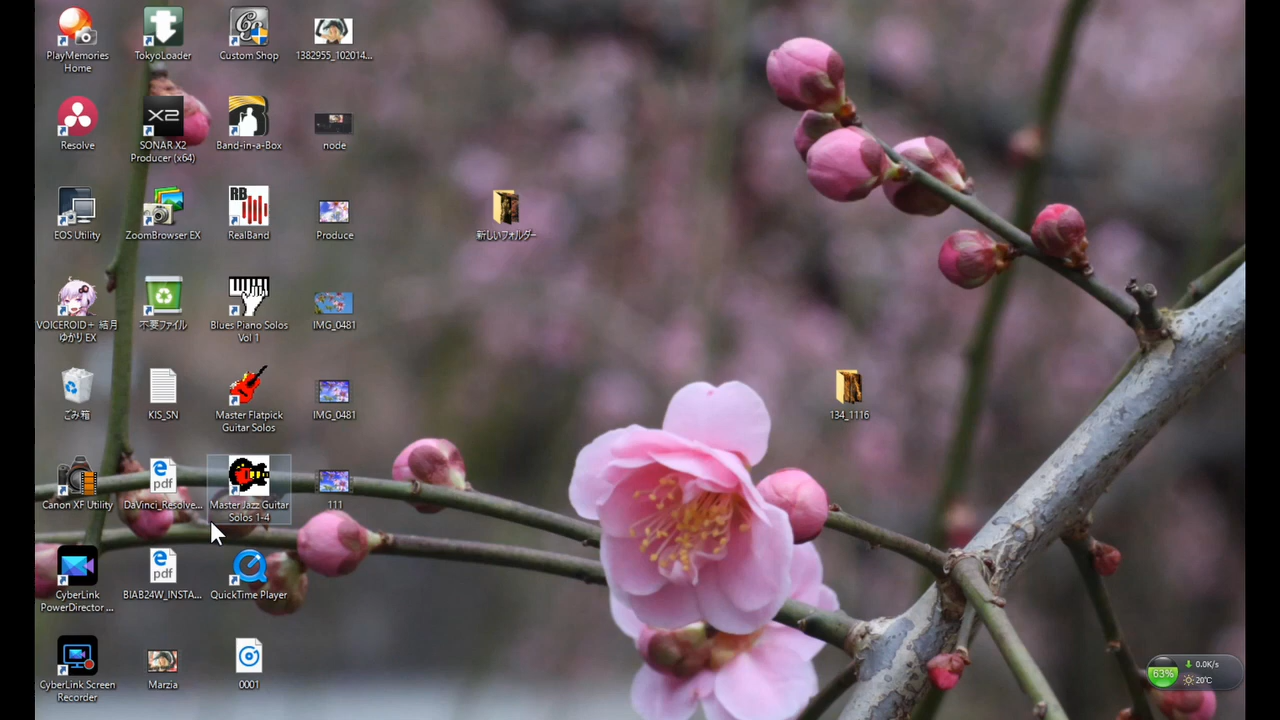 PlayMemories
Home
TokyoLoader
Custom Shop
1382955_102014...
Resolve
X2
SONAR X2
Producer (x64)
Band-in-a-Box
node
EOS Utility
ZoomBrowser EX
RB
RealBand
Produce
新しいフォルダー
VOICEROID+ 結月
ゆかり EX
不要ファイル
Blues Piano Solos
Vol 1
IMG_0481
ごみ箱
KIS_SN
Master Flatpick
Guitar Solos
IMG_0481
134_1116
Canon XF Utility
pdf
DaVinci_Resolve...
Master Jazz Guitar
Solos 1-4
111
CyberLink
PowerDirector ...
pdf
BIAB24W_INSTA...
QuickTime Player
CyberLink Screen
Recorder
Marzia
0001
63%
0.0K/s
20℃